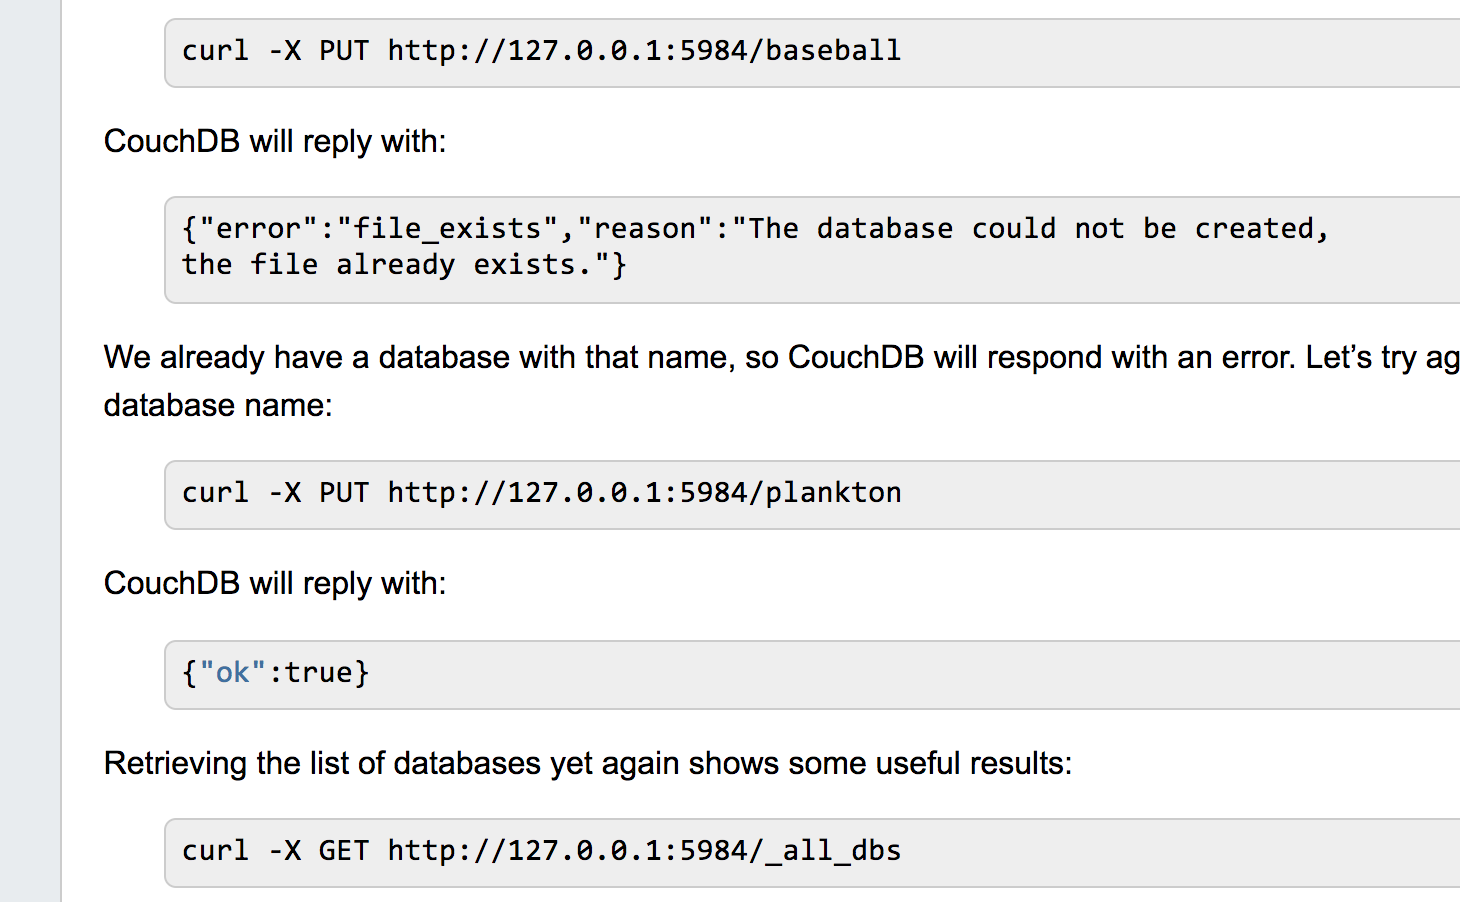 curl -X PUT http://127.0.0.1:5984/baseball
CouchDB will reply with:
{"error":"file_exists","reason":"The database could not be created,
the file already exists."}
We already have a database with that name, so CouchDB will respond with an error. Let’s try
database name:
curl -X PUT http://127.0.0.1:5984/plankton
CouchDB will reply with:
{"ok":true}
Retrieving the list of databases yet again shows some useful results:
curl -X GET http://127.0.0.1:5984/_all_dbs